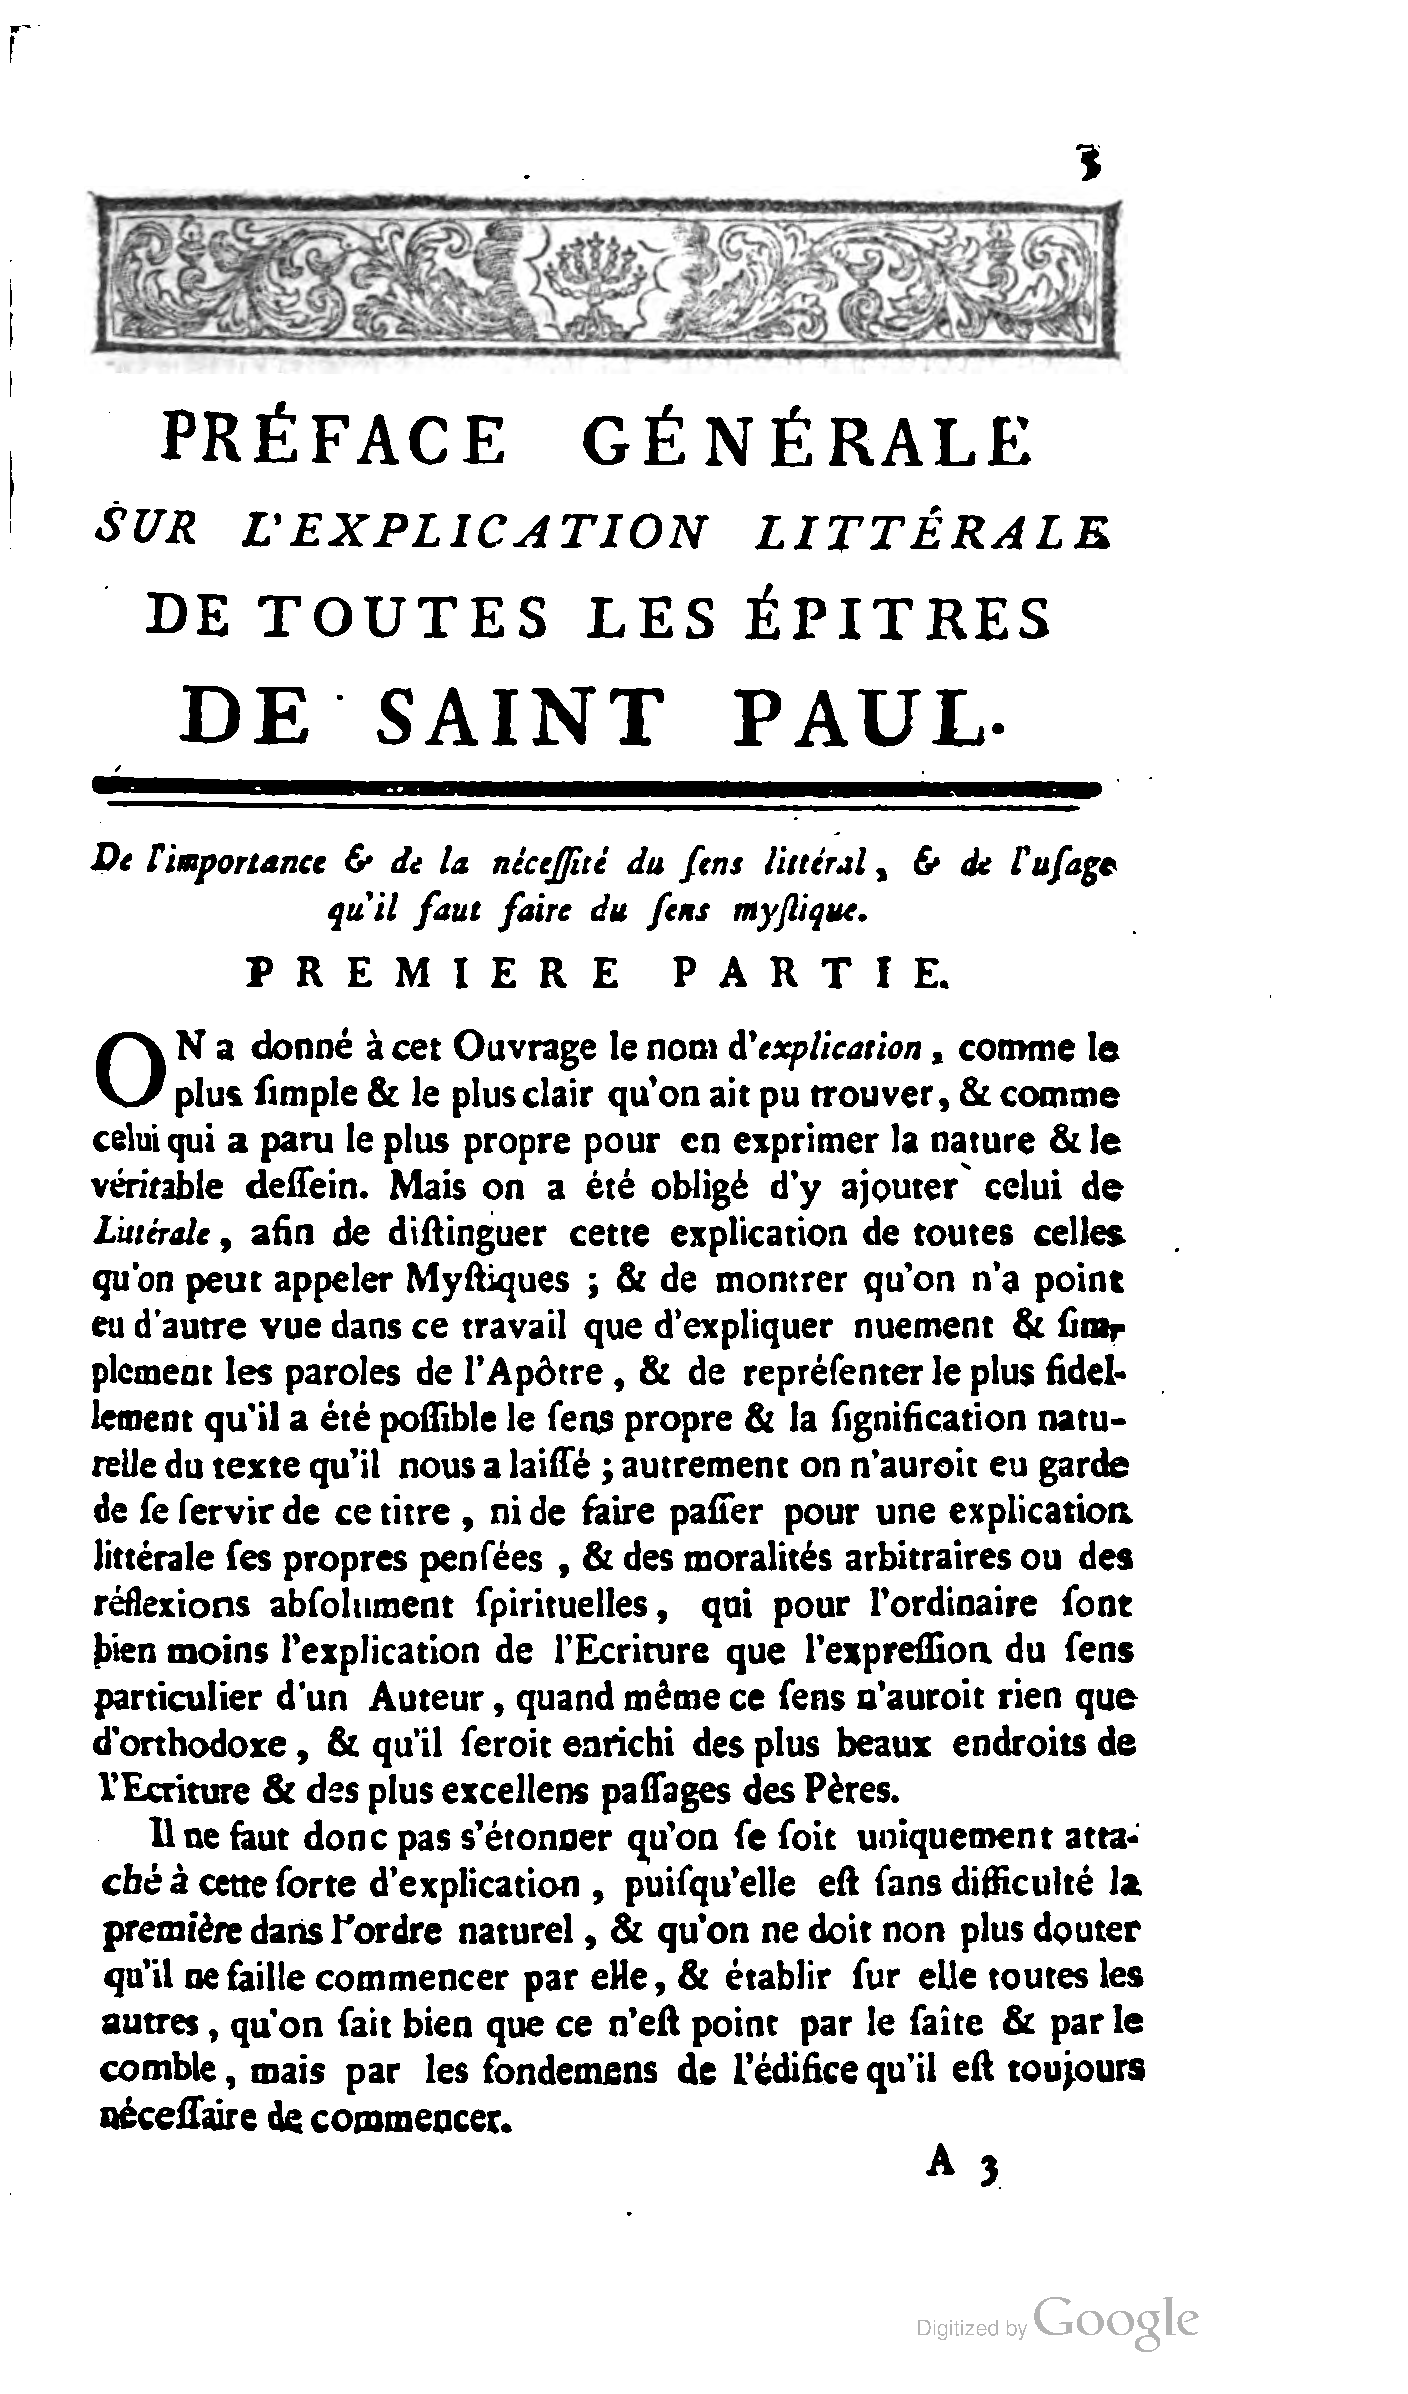 3
PRÉFACE GÉNÉRALE
SUR L'EXPLICATION LITTÉRALE
DE TOUTES LES ÉPITRES
DE SAINT PAUL.
De l'importance & de la nécessité du sens littéral, & de l'usage
qu'il faut faire du sens mystique.
PREMIERE PARTIE.
ON a donné à cet Ouvrage le nom d'explication, comme le
plus simple & le plus clair qu'on ait pu trouver, & comme
celui qui a paru le plus propre pour en exprimer la nature & le
véritable dessein. Mais on a été obligé d'y ajouter celui de
Littérale, afin de distinguer cette explication de toutes celles
qu'on peut appeler Mystiques ; & de montrer qu'on n'a point
eu d'autre vue dans ce travail que d'expliquer nuement & sim-
plement les paroles de l'Apôtre, & de représenter le plus fidel-
lement qu'il a été possible le sens propre & la signification natu-
relle du texte qu'il nous a laissé ; autrement on n'auroit eu garde
de se servir de ce titre, ni de faire passer pour une explication
littérale ses propres pensées, & des moralités arbitraires ou des
réflexions absolument spirituelles, qui pour l'ordinaire sont
bien moins l'explication de l'Ecriture que l'expression du sens
particulier d'un Auteur, quand même ce sens n'auroit rien que
d'orthodoxe, & qu'il seroit enrichi des plus beaux endroits de
l'Ecriture & des plus excellens passages des Pères.
Il ne faut donc pas s'étonner qu'on se soit uniquement atta-
ché à cette sorte d'explication, puisqu'elle est sans difficulté la
première dans l'ordre naturel, & qu'on ne doit non plus douter
qu'il ne faille commencer par elle, & établir sur elle toutes les
autres, qu'on sait bien que ce n'est point par le faîte & par le
comble, mais par les fondemens de l'édifice qu'il est toujours
nécessaire de commencer.
A 3
Digitized by Google